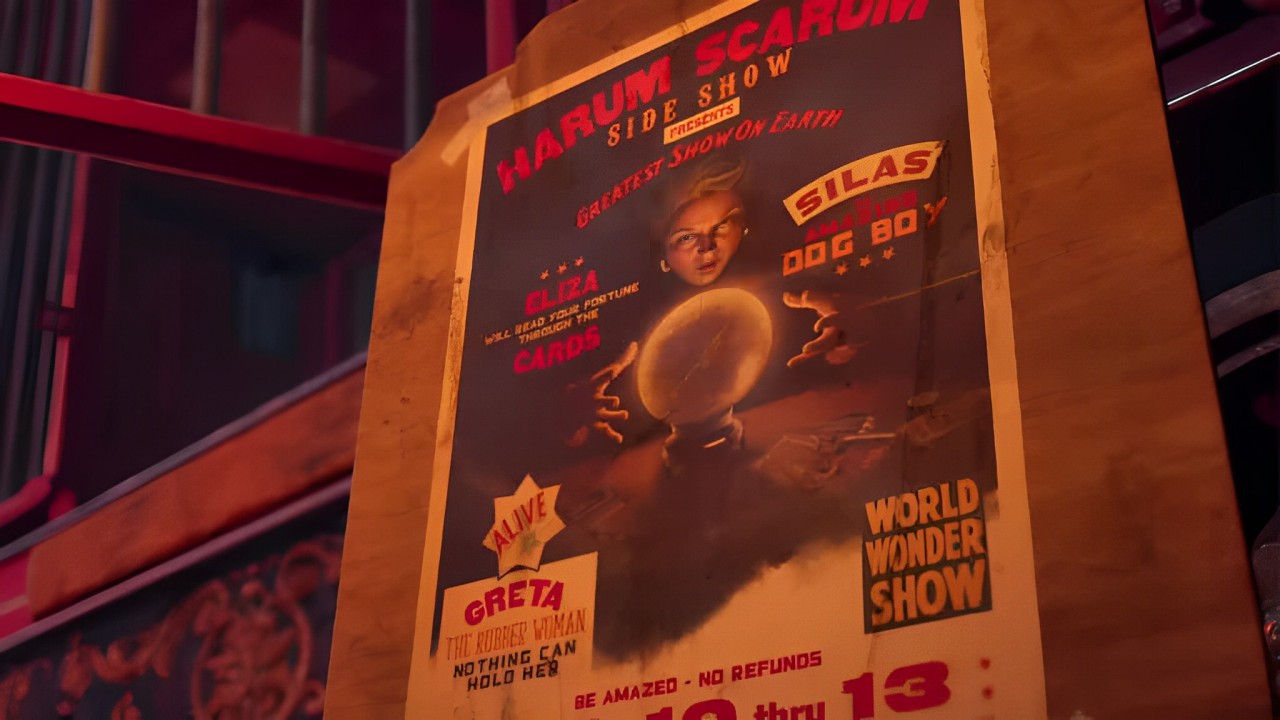 HARUM SCARUM
SIDE SHOW
PRESENTS
GREATEST SHOW ON EARTH
SILAS
AMAZING
DOG BOY
ELIZA
WILL READ YOUR FORTUNE
THROUGH THE
CARDS
ALIVE
GRETA
THE RUBBER WOMAN
NOTHING CAN
HOLD HER
WORLD
WONDER
SHOW
BE AMAZED - NO REFUNDS
thru 13